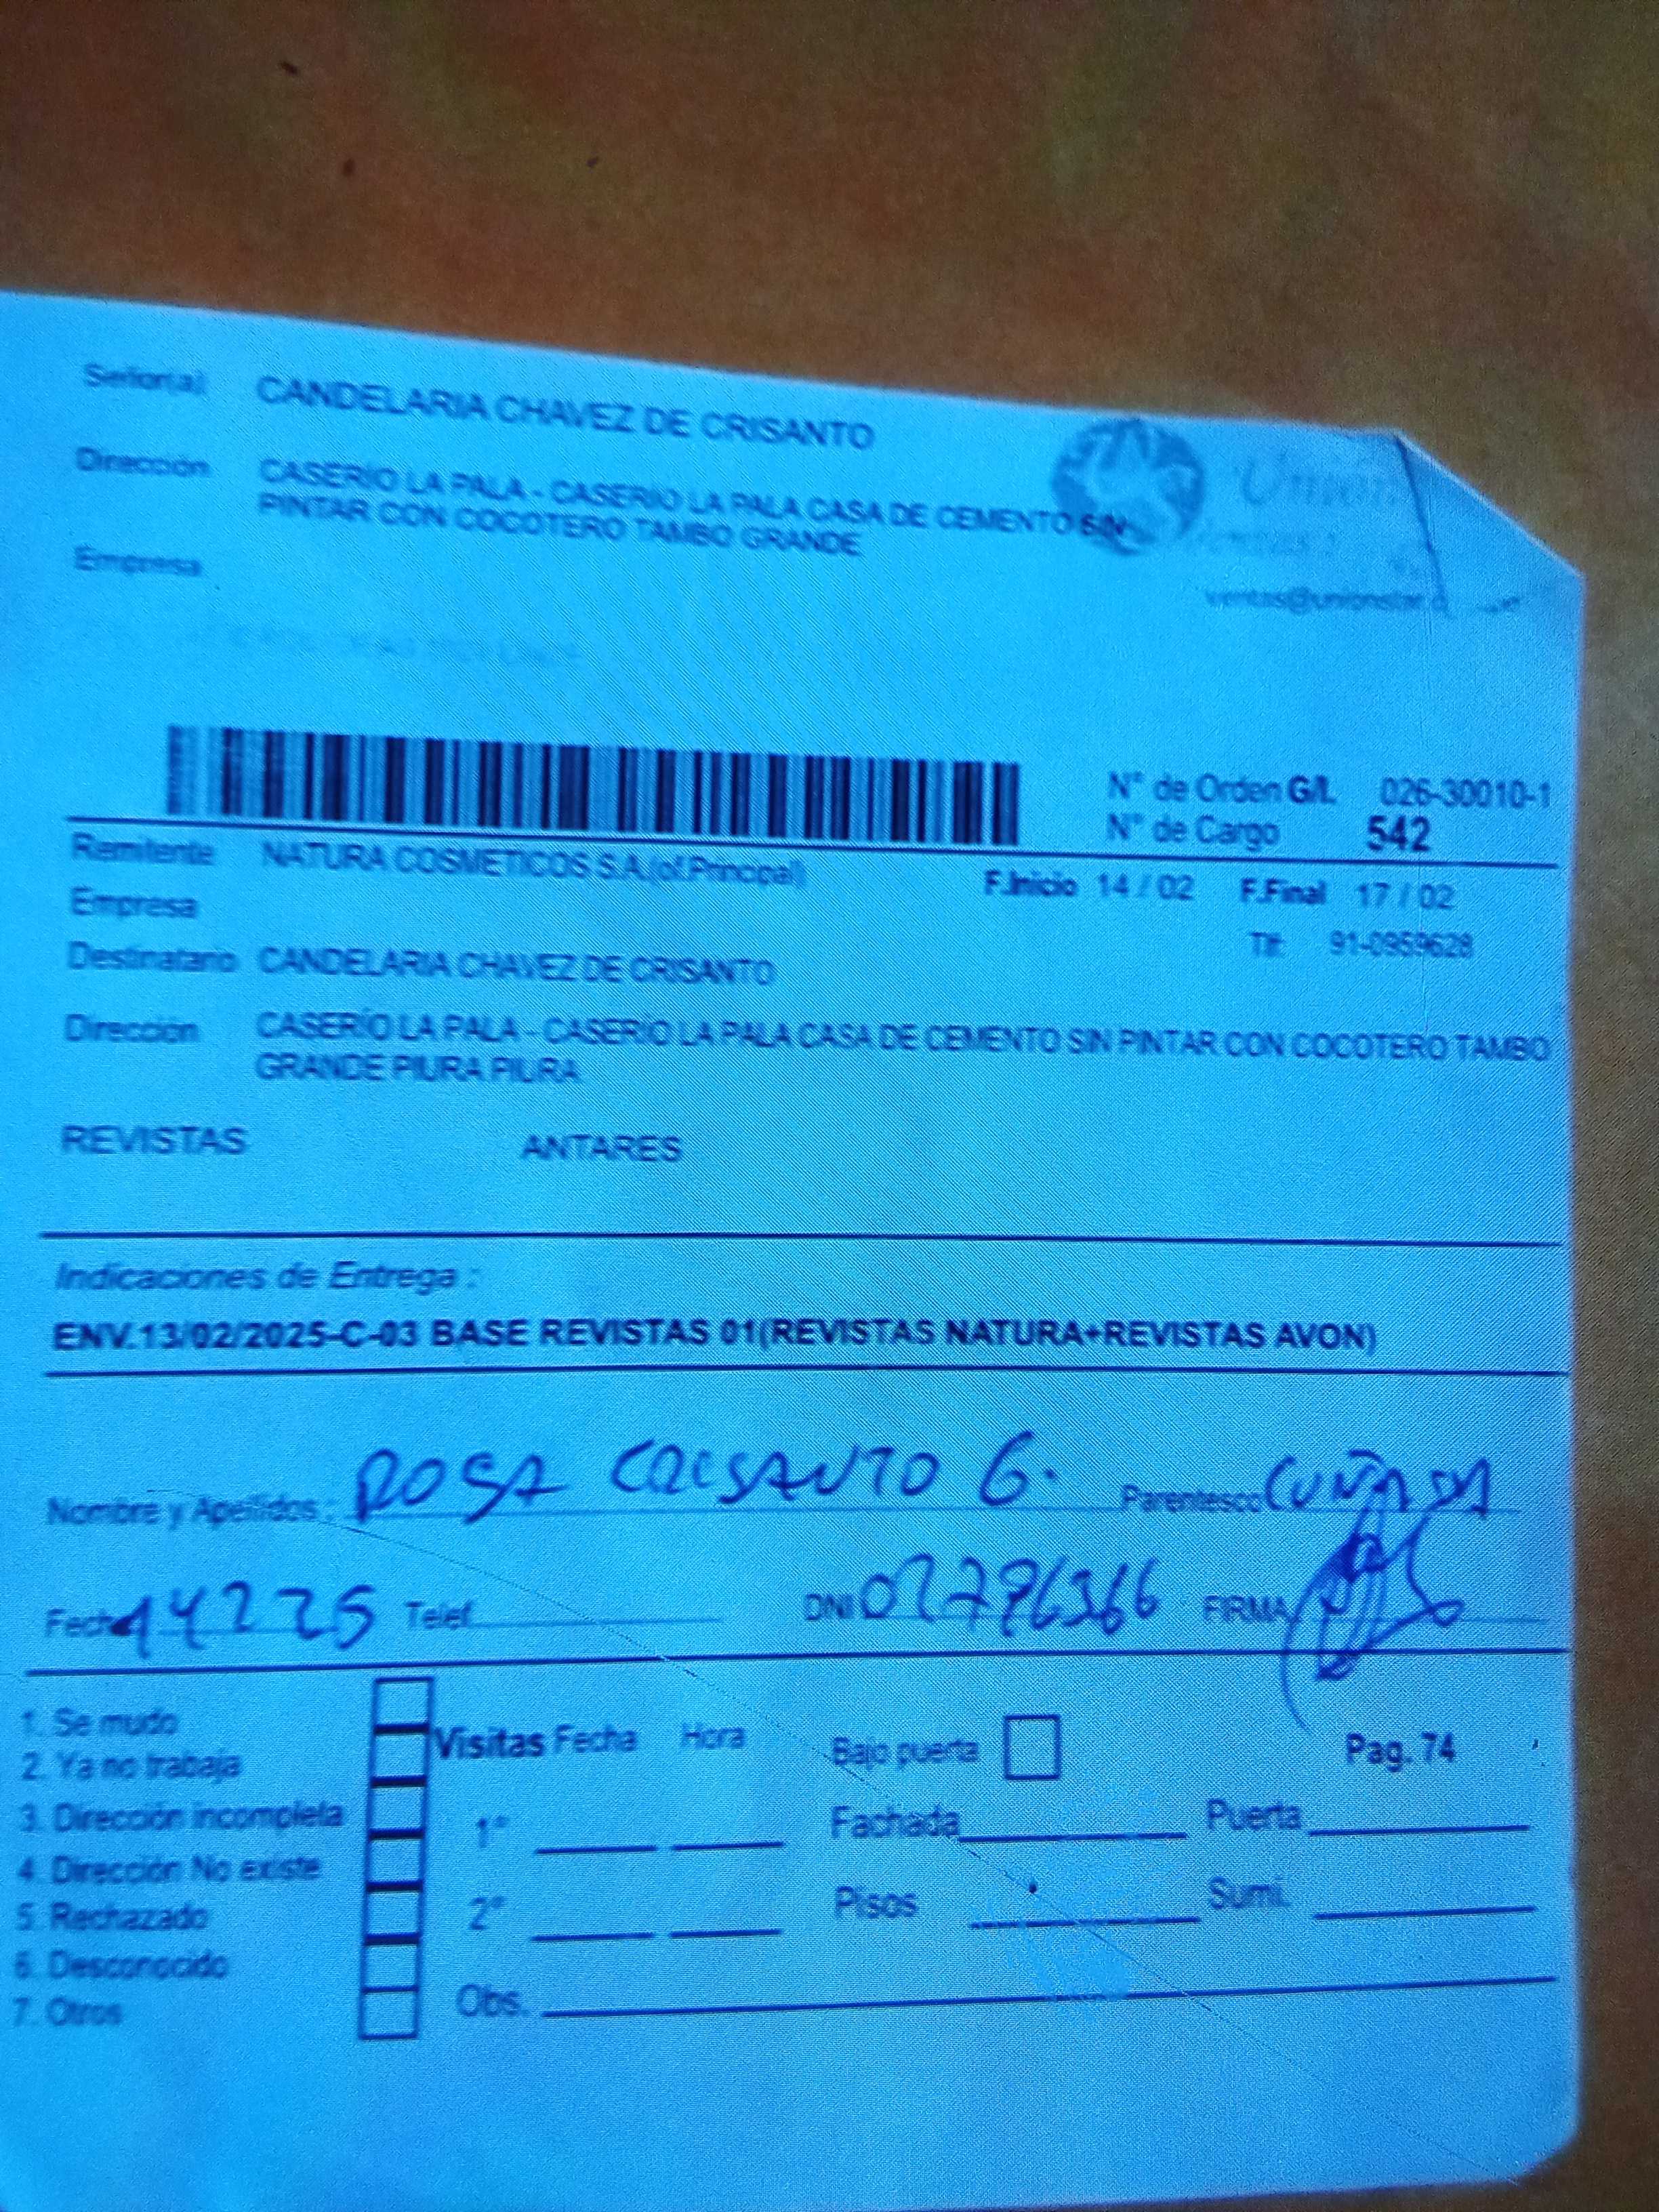 Señor(a) CANDELARIA CHAVEZ DE CRISANTO
Dirección CASERÍO LA PALA - CASERIO LA PALA CASA DE CEMENTO SIN
PINTAR CON COCOTERO TAMBO GRANDE
Empresa
Union
ventas@unionstar
N° de Orden G/L 026-30010-1
N° de Cargo 542
Remitente NATURA COSMETICOS S.A.(of.Principal)
F.Inicio 14 / 02 F.Final 17 / 02
Empresa
Tlf: 91-0959628
Destinatario CANDELARIA CHAVEZ DE CRISANTO
Dirección CASERÍO LA PALA - CASERÍO LA PALA CASA DE CEMENTO SIN PINTAR CON COCOTERO TAMBO
GRANDE PIURA PIURA
REVISTAS ANTARES
Indicaciones de Entrega :
ENV.13/02/2025-C-03 BASE REVISTAS 01(REVISTAS NATURA+REVISTAS AVON)
Nombre y Apellidos : ROSA CRISANTO G. Parentesco CUÑADA
Fecha 14225 Telef. DNI 02776366 FIRMA
1. Se mudo
2. Ya no trabaja
3. Dirección incompleta
4. Dirección No existe
5. Rechazado
6. Desconocido
7. Otros
Visitas Fecha Hora
1°
2°
Obs.
Bajo puerta Pag. 74
Fachada Puerta
Pisos Sumi.